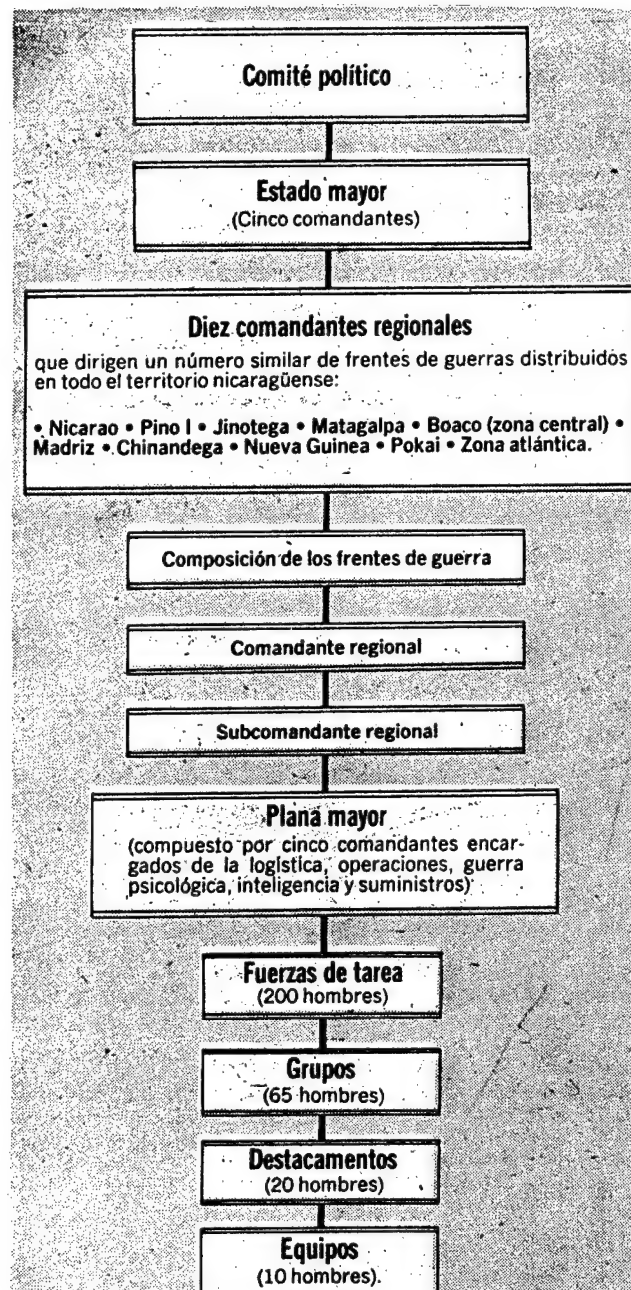 Comité político
Estado mayor
(Cinco comandantes)
Diez comandantes regionales
que dirigen un número similar de frentes de guerras distribuidos
en todo el territorio nicaragüense:
• Nicarao • Pino I • Jinotega • Matagalpa • Boaco (zona central) •
Madriz • Chinandega • Nueva Guinea • Pokai • Zona atlántica.
Composición de los frentes de guerra
Comandante regional
Subcomandante regional
Plana mayor
(compuesto por cinco comandantes encar-
gados de la logística, operaciones, guerra
psicológica, inteligencia y suministros)
Fuerzas de tarea
(200 hombres)
Grupos
(65 hombres)
Destacamentos
(20 hombres)
Equipos
(10 hombres).